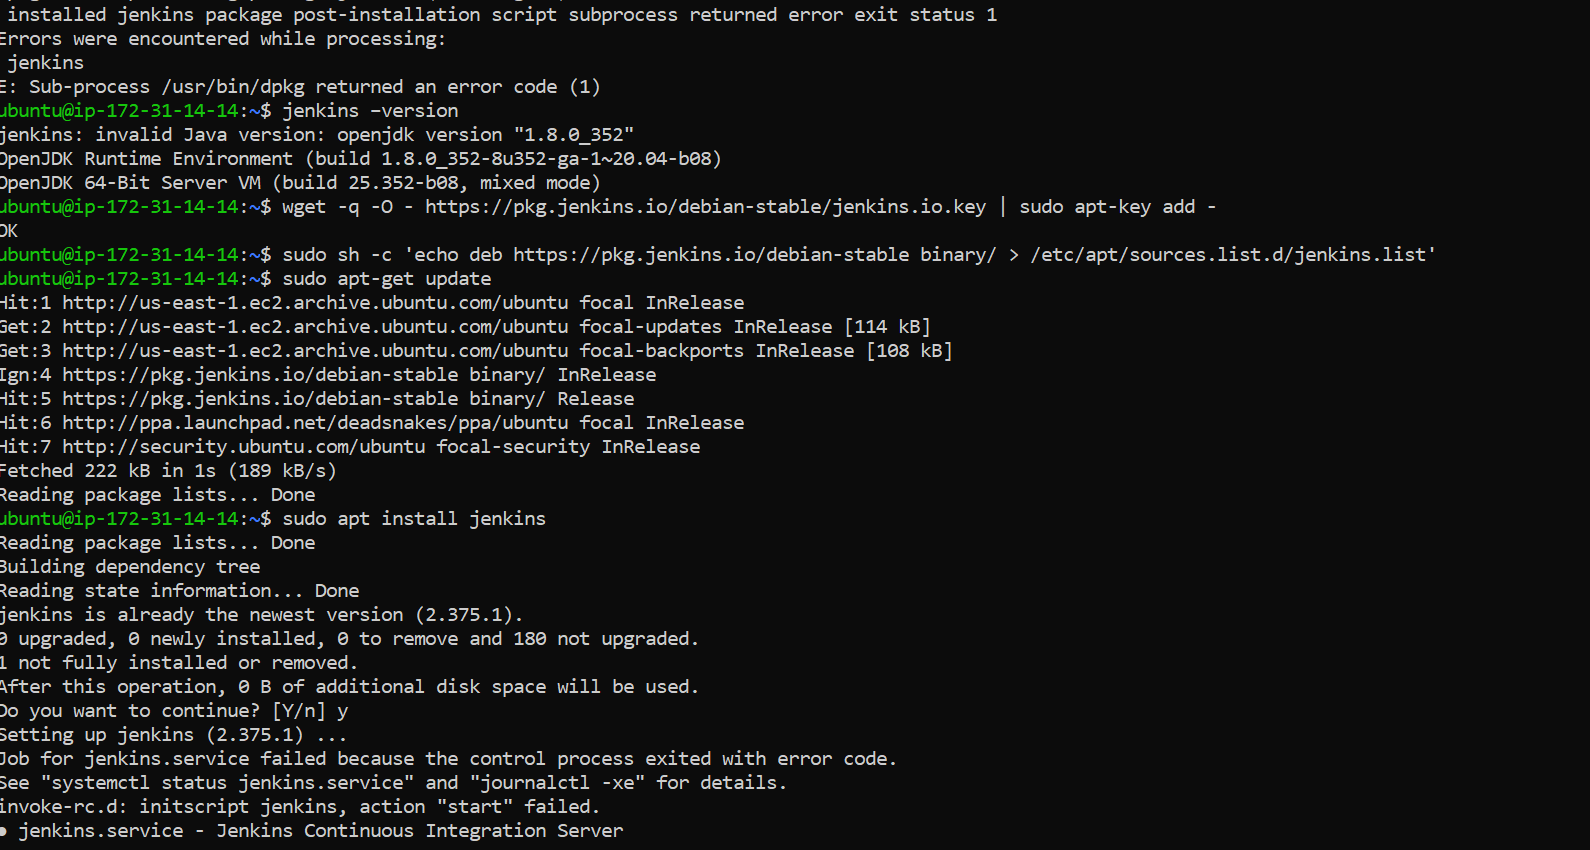 installed jenkins package post-installation script subprocess returned error exit status 1
Errors were encountered while processing:
jenkins
E: Sub-process /usr/bin/dpkg returned an error code (1)
ubuntu@ip-172-31-14-14:~$ jenkins –version
jenkins: invalid Java version: openjdk version "1.8.0_352"
OpenJDK Runtime Environment (build 1.8.0_352-8u352-ga-1~20.04-b08)
OpenJDK 64-Bit Server VM (build 25.352-b08, mixed mode)
ubuntu@ip-172-31-14-14:~$ wget -q -O - https://pkg.jenkins.io/debian-stable/jenkins.io.key | sudo apt-key add -
OK
ubuntu@ip-172-31-14-14:~$ sudo sh -c 'echo deb https://pkg.jenkins.io/debian-stable binary/ > /etc/apt/sources.list.d/jenkins.list'
ubuntu@ip-172-31-14-14:~$ sudo apt-get update
Hit:1 http://us-east-1.ec2.archive.ubuntu.com/ubuntu focal InRelease
Get:2 http://us-east-1.ec2.archive.ubuntu.com/ubuntu focal-updates InRelease [114 kB]
Get:3 http://us-east-1.ec2.archive.ubuntu.com/ubuntu focal-backports InRelease [108 kB]
Ign:4 https://pkg.jenkins.io/debian-stable binary/ InRelease
Hit:5 https://pkg.jenkins.io/debian-stable binary/ Release
Hit:6 http://ppa.launchpad.net/deadsnakes/ppa/ubuntu focal InRelease
Hit:7 http://security.ubuntu.com/ubuntu focal-security InRelease
Fetched 222 kB in 1s (189 kB/s)
Reading package lists... Done
ubuntu@ip-172-31-14-14:~$ sudo apt install jenkins
Reading package lists... Done
Building dependency tree
Reading state information... Done
jenkins is already the newest version (2.375.1).
0 upgraded, 0 newly installed, 0 to remove and 180 not upgraded.
1 not fully installed or removed.
After this operation, 0 B of additional disk space will be used.
Do you want to continue? [Y/n] y
Setting up jenkins (2.375.1) ...
Job for jenkins.service failed because the control process exited with error code.
See "systemctl status jenkins.service" and "journalctl -xe" for details.
invoke-rc.d: initscript jenkins, action "start" failed.
● jenkins.service - Jenkins Continuous Integration Server